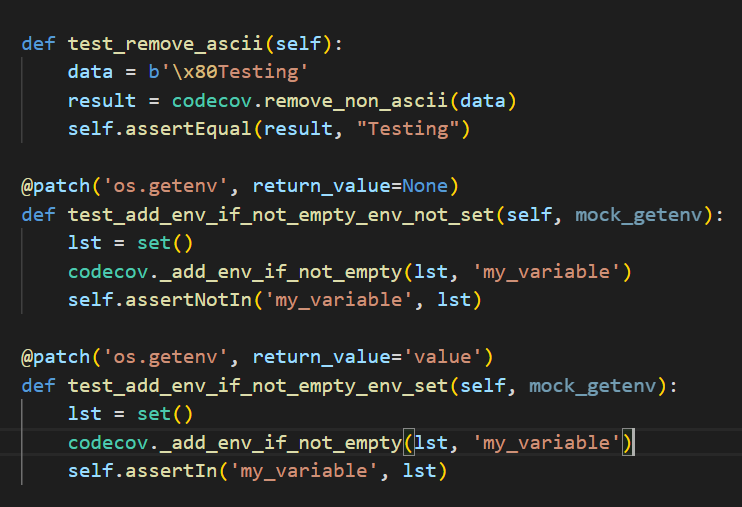 def test_remove_ascii(self):
    data = b'\x80Testing'
    result = codecov.remove_non_ascii(data)
    self.assertEqual(result, "Testing")
@patch('os.getenv', return_value=None)
def test_add_env_if_not_empty_env_not_set(self, mock_getenv):
    lst = set()
    codecov._add_env_if_not_empty(lst, 'my_variable')
    self.assertNotIn('my_variable', lst)
@patch('os.getenv', return_value='value')
def test_add_env_if_not_empty_env_set(self, mock_getenv):
    lst = set()
    codecov._add_env_if_not_empty(lst, 'my_variable')
    self.assertIn('my_variable', lst)